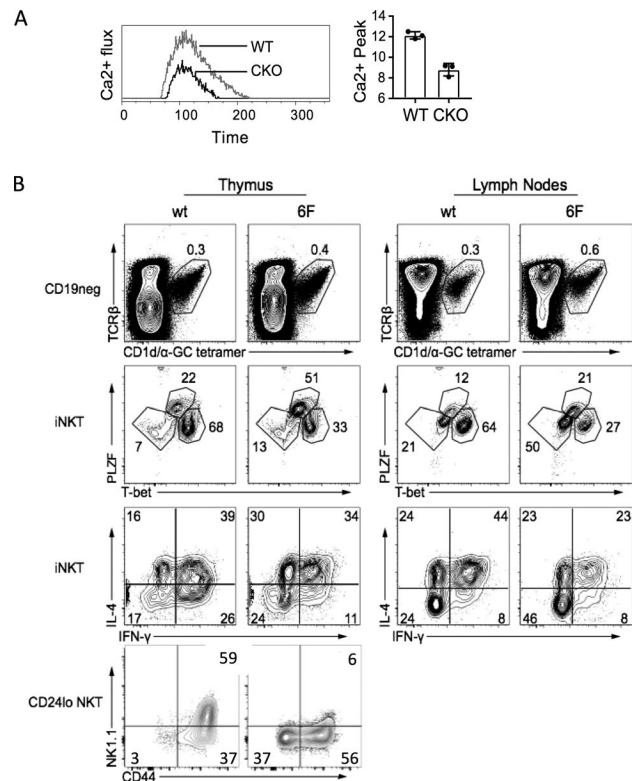 A
Ca2+ flux
WT
CKO
0 100 200 300
Time
Ca2+ Peak
14
12
10
8
6
WT CKO
B
Thymus
Lymph Nodes
wt
6F
wt
6F
CD19neg
TCRβ
0.3
0.4
0.3
0.6
CD1d/α-GC tetramer
CD1d/α-GC tetramer
iNKT
PLZF
22
7
68
51
13
33
PLZF
12
21
64
21
50
27
T-bet
T-bet
iNKT
IL-4
16
39
17
26
30
34
24
11
IL-4
24
44
24
8
23
23
46
8
IFN-γ
IFN-γ
CD24lo NKT
NK1.1
59
3
37
6
37
56
CD44